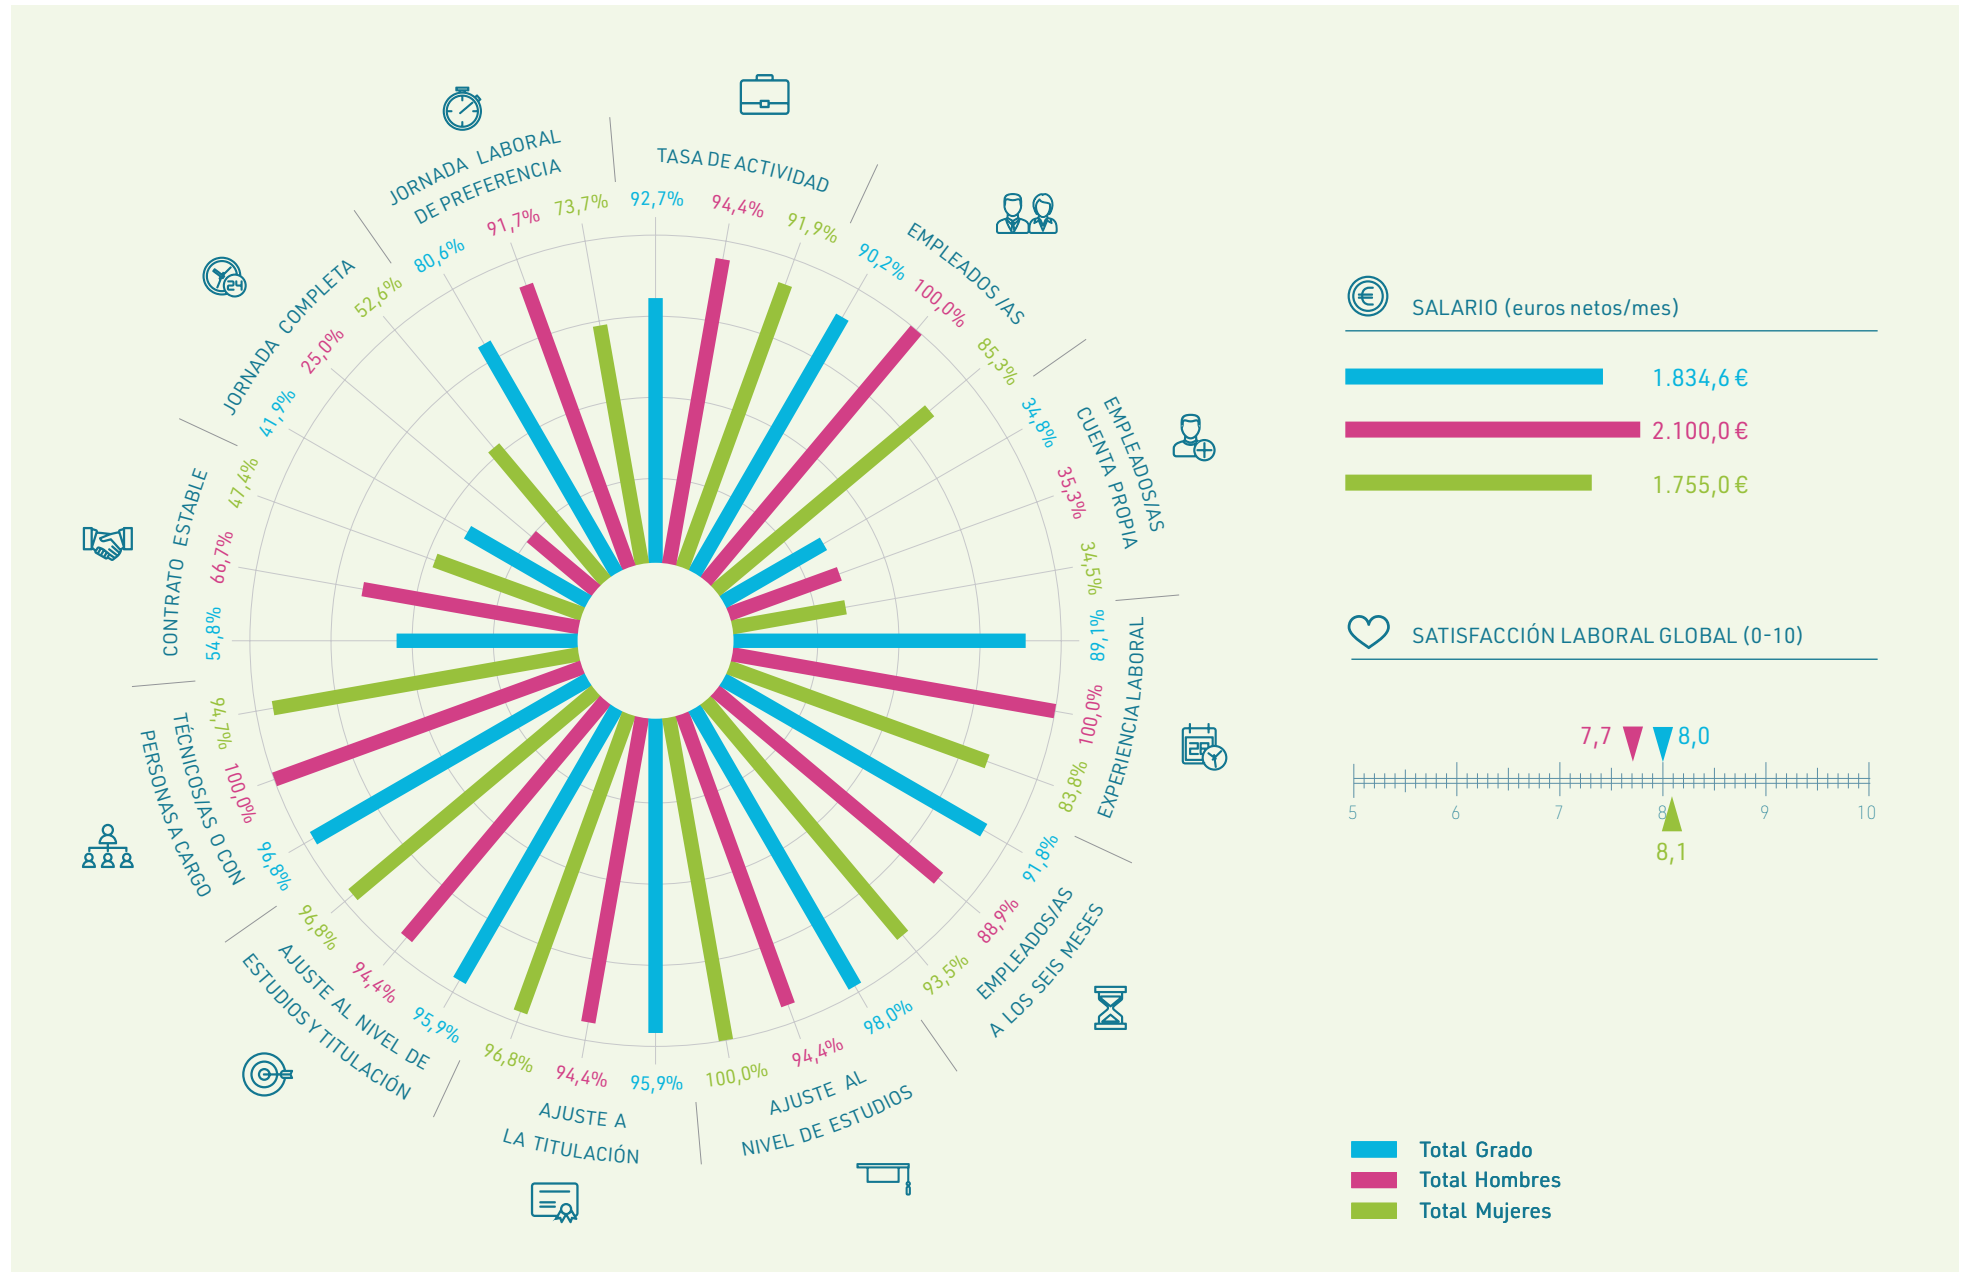 TASA DE ACTIVIDAD
92,7%
94,4%
91,9%
EMPLEADOS /AS
90,2%
100,0%
85,3%
EMPLEADOS/AS
CUENTA PROPIA
34,8%
35,3%
34,5%
EXPERIENCIA LABORAL
89,1%
100,0%
83,8%
EMPLEADOS/AS
A LOS SEIS MESES
91,8%
88,9%
93,5%
AJUSTE AL
NIVEL DE ESTUDIOS
98,0%
94,4%
100,0%
AJUSTE A
LA TITULACIÓN
95,9%
94,4%
96,8%
AJUSTE AL NIVEL DE
ESTUDIOS Y TITULACIÓN
95,9%
94,4%
96,8%
TÉCNICOS/AS O CON
PERSONAS A CARGO
96,8%
100,0%
94,7%
CONTRATO ESTABLE
54,8%
66,7%
47,4%
JORNADA COMPLETA
24
41,9%
25,0%
52,6%
JORNADA LABORAL
DE PREFERENCIA
80,6%
91,7%
73,7%
SALARIO (euros netos/mes)
1.834,6 €
2.100,0 €
1.755,0 €
SATISFACCIÓN LABORAL GLOBAL (0-10)
7,7
8,0
5 6 7 8 9 10
8,1
Total Grado
Total Hombres
Total Mujeres